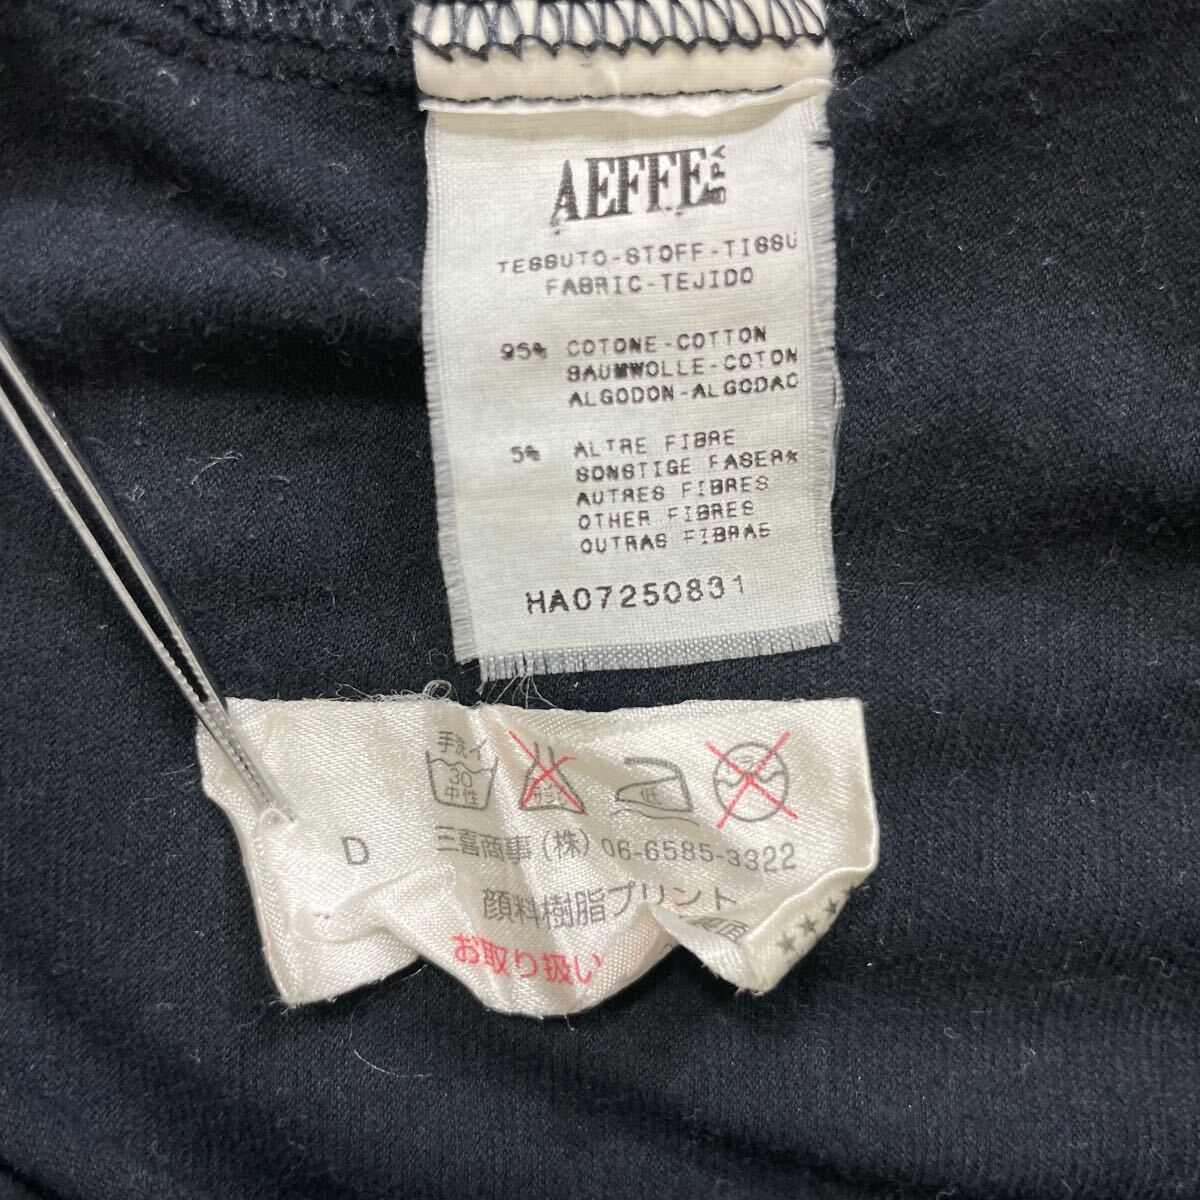 AEFFE SPA
TESSUTO-STOFF-TISSU
FABRIC-TEJIDO
95% COTONE-COTTON
BAUMWOLLE-COTON
ALGODON-ALGODAO
5% ALTRE FIBRE
SONSTIGE FASERN
AUTRES FIBRES
OTHER FIBRES
OUTRAS FIBRAS
HA07250831
手洗イ
30
中性
低
D
三喜商事(株) 06-6585-3322
顔料樹脂プリント
お取り扱い
★★★